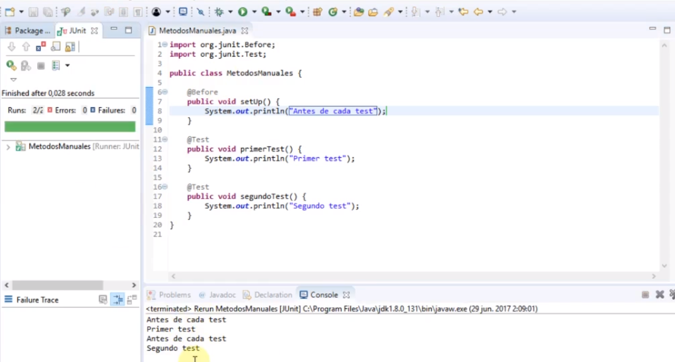 Package ...
JUnit
Finished after 0,028 seconds
Runs: 2/2 Errors: 0 Failures: 0
MetodosManuales [Runner: JUnit
Failure Trace
MetodosManuales.java
1 import org.junit.Before;
2 import org.junit.Test;
3
4 public class MetodosManuales {
5
6 @Before
7 public void setUp() {
8 System.out.println("Antes de cada test");
9 }
10
11 @Test
12 public void primerTest() {
13 System.out.println("Primer test");
14 }
15
16 @Test
17 public void segundoTest() {
18 System.out.println("Segundo test");
19 }
20 }
21
Problems Javadoc Declaration Console
<terminated> Rerun MetodosManuales [JUnit] C:\Program Files\Java\jdk1.8.0_131\bin\javaw.exe (29 jun. 2017 2:09:01)
Antes de cada test
Primer test
Antes de cada test
Segundo test